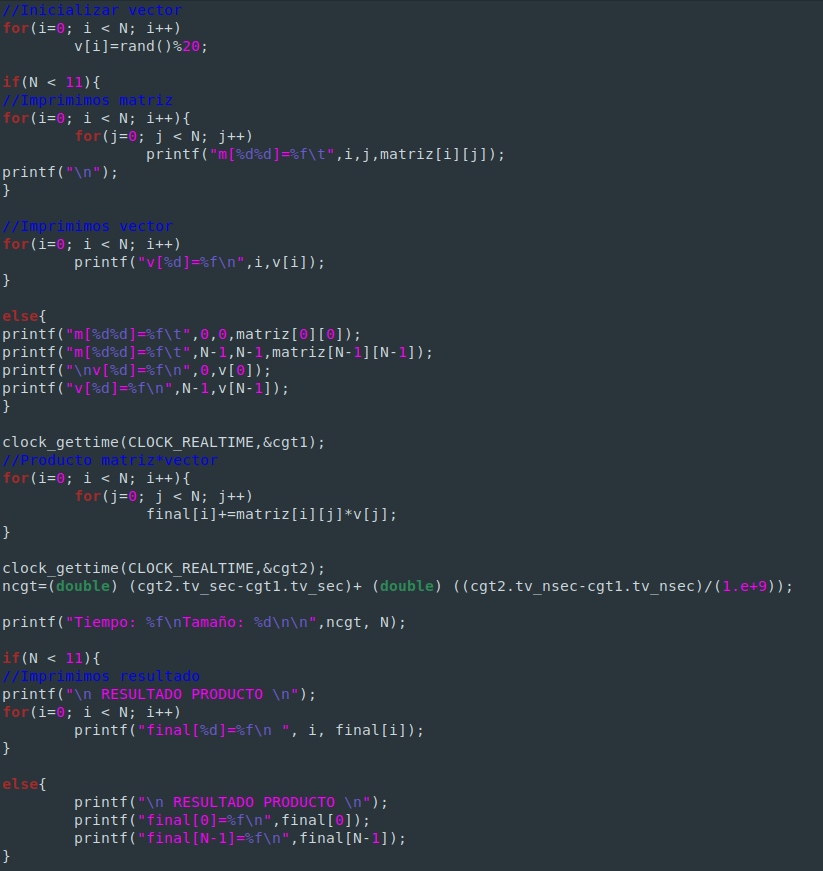 //Inicializar vector
for(i=0; i < N; i++)
        v[i]=rand()%20;

if(N < 11){
//Imprimimos matriz
for(i=0; i < N; i++){
        for(j=0; j < N; j++)
                printf("m[%d%d]=%f\t",i,j,matriz[i][j]);
printf("\n");
}

//Imprimimos vector
for(i=0; i < N; i++)
        printf("v[%d]=%f\n",i,v[i]);
}

else{
printf("m[%d%d]=%f\t",0,0,matriz[0][0]);
printf("m[%d%d]=%f\t",N-1,N-1,matriz[N-1][N-1]);
printf("\nv[%d]=%f\n",0,v[0]);
printf("v[%d]=%f\n",N-1,v[N-1]);
}

clock_gettime(CLOCK_REALTIME,&cgt1);
//Producto matriz*vector
for(i=0; i < N; i++){
        for(j=0; j < N; j++)
                final[i]+=matriz[i][j]*v[j];
}

clock_gettime(CLOCK_REALTIME,&cgt2);
ncgt=(double) (cgt2.tv_sec-cgt1.tv_sec)+ (double) ((cgt2.tv_nsec-cgt1.tv_nsec)/(1.e+9));

printf("Tiempo: %f\nTamaño: %d\n\n",ncgt, N);

if(N < 11){
//Imprimimos resultado
printf("\n RESULTADO PRODUCTO \n");
for(i=0; i < N; i++)
        printf("final[%d]=%f\n ", i, final[i]);
}

else{
        printf("\n RESULTADO PRODUCTO \n");
        printf("final[0]=%f\n",final[0]);
        printf("final[N-1]=%f\n",final[N-1]);
}